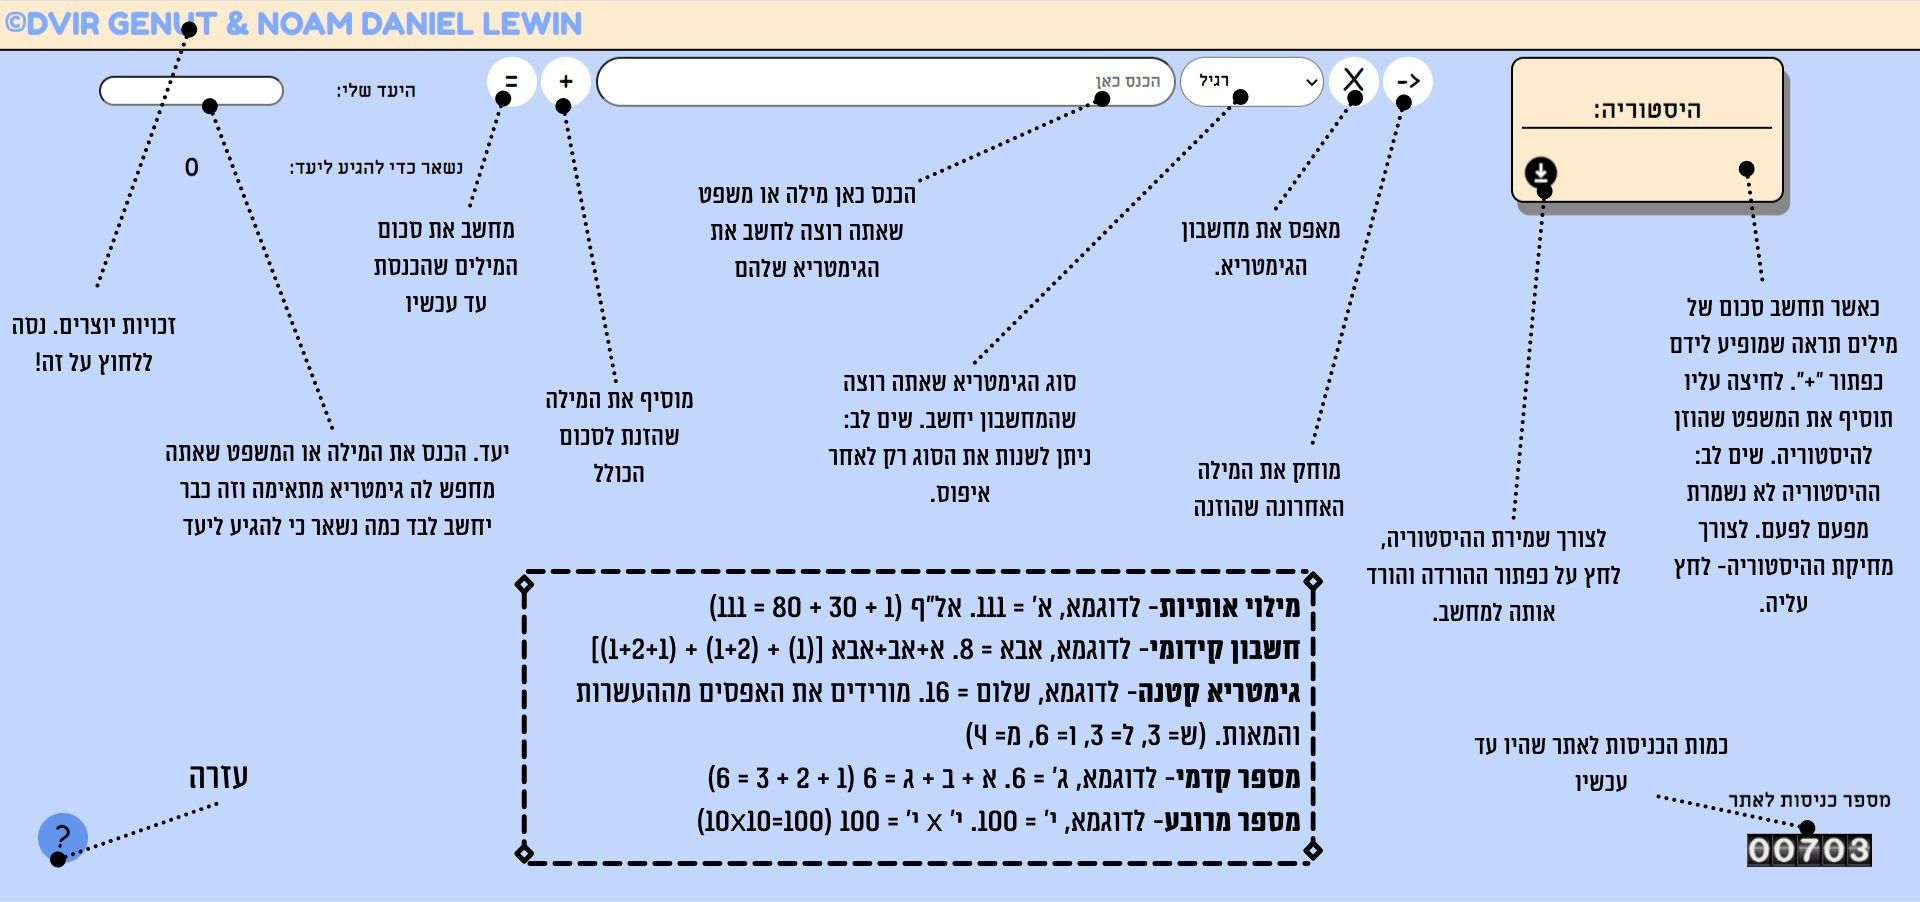 ©DVIR GENUT & NOAM DANIEL LEWIN
היסטוריה:
->
X
רגיל
הכנס כאן
+
=
היעד שלי:
נשאר כדי להגיע ליעד:
0
כאשר תחשב סכום של
מילים תראה שמופיע לידם
כפתור "+". לחיצה עליו
תוסיף את המשפט שהוזן
להיסטוריה. שים לב:
ההיסטוריה לא נשמרת
מפעם לפעם. לצורך
מחיקת ההיסטוריה- לחץ
עליה.
לצורך שמירת ההיסטוריה,
לחץ על כפתור ההורדה והורד
אותה למחשב.
מוחק את המילה
האחרונה שהוזנה
מאפס את מחשבון
הגימטריא.
סוג הגימטריא שאתה רוצה
שהמחשבון יחשב. שים לב:
ניתן לשנות את הסוג רק לאחר
איפוס.
הכנס כאן מילה או משפט
שאתה רוצה לחשב את
הגימטריא שלהם
מוסיף את המילה
שהזנת לסכום
הכולל
מחשב את סכום
המילים שהכנסת
עד עכשיו
יעד. הכנס את המילה או המשפט שאתה
מחפש לה גימטריא מתאימה וזה כבר
יחשב לבד כמה נשאר כי להגיע ליעד
זכויות יוצרים. נסה
ללחוץ על זה!
מילוי אותיות- לדוגמא, א' = 111. אל"ף (1 + 30 + 80 = 111)
חשבון קידומי- לדוגמא, אבא = 8. א+אב+אבא [(1) + (1+2) + (1+2+1)]
גימטריא קטנה- לדוגמא, שלום = 16. מורידים את האפסים מההעשרות
והמאות. (ש= 3, ל= 3, ו= 6, מ= 4)
מספר קדמי- לדוגמא, ג' = 6. א + ב + ג = 6 (1 + 2 + 3 = 6)
מספר מרובע- לדוגמא, י' = 100. י' x י' = 100 (10x10=100)
כמות הכניסות לאתר שהיו עד
עכשיו
מספר כניסות לאתר
00703
עזרה
?